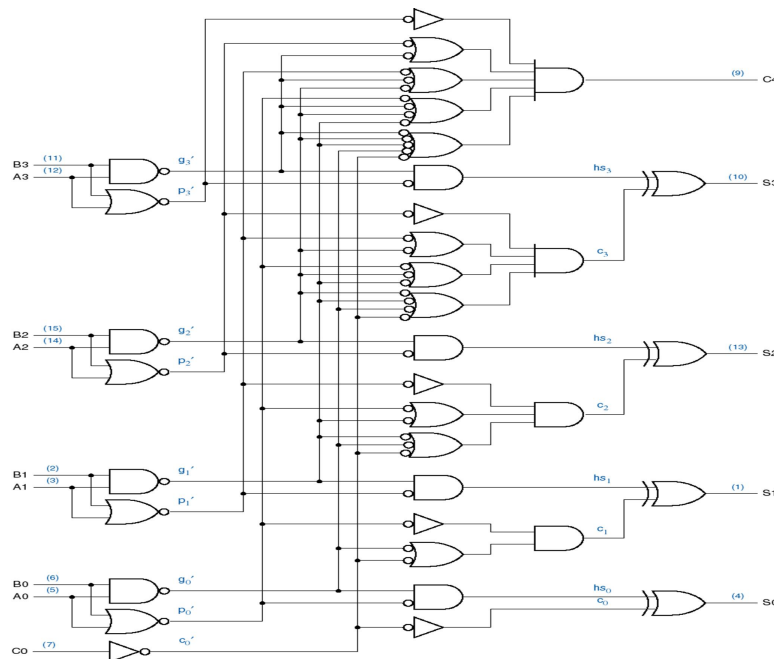 (9)
C4
B3 (11)
g3′
A3 (12)
hs3
(10)
S3
p3′
c3
B2 (15)
g2′
A2 (14)
hs2
(13)
S2
p2′
c2
B1 (2)
g1′
A1 (3)
hs1
(1)
S1
p1′
c1
B0 (6)
g0′
A0 (5)
hs0
(4)
c0
S0
p0′
C0 (7)
c0′